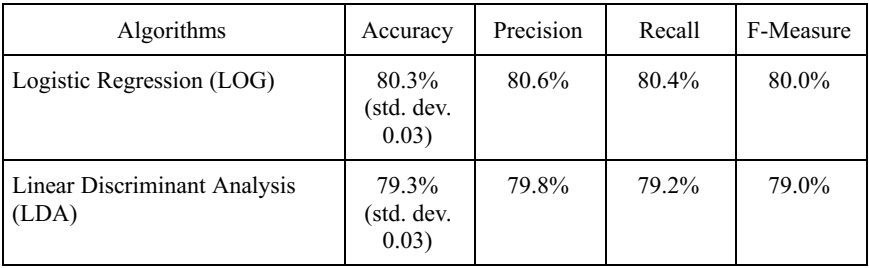 Algorithms Accuracy Precision Recall F-Measure
Logistic Regression (LOG) 80.3% 80.6% 80.4% 80.0%
(std. dev.
0.03)
Linear Discriminant Analysis 79.3% 79.8% 79.2% 79.0%
(LDA) (std. dev.
0.03)